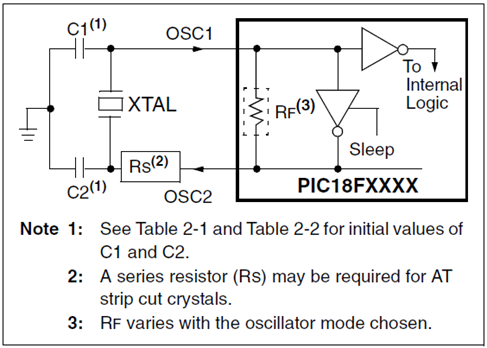 C1(1)
OSC1
To
Internal
Logic
XTAL
RF(3)
Sleep
RS(2)
C2(1)
OSC2
PIC18FXXXX
Note 1: See Table 2-1 and Table 2-2 for initial values of
C1 and C2.
2: A series resistor (RS) may be required for AT
strip cut crystals.
3: RF varies with the oscillator mode chosen.